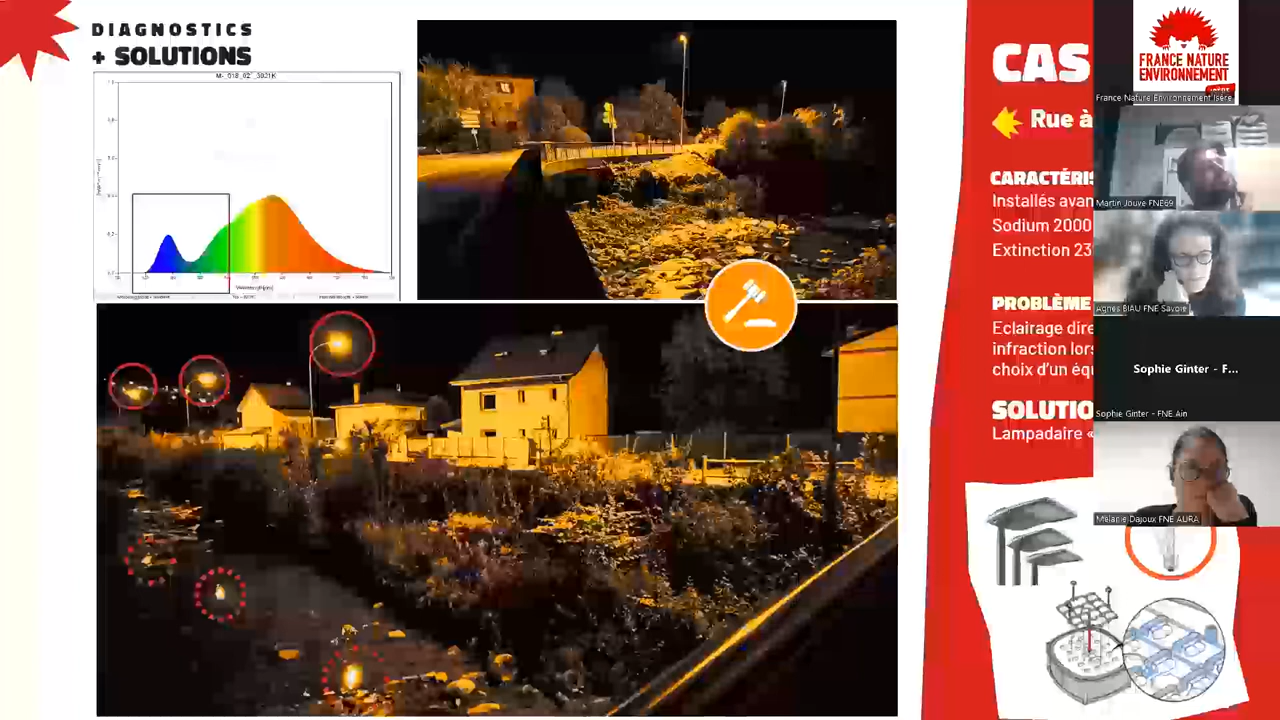 DIAGNOSTICS
+ SOLUTIONS
CAS
Rue à
CARACTÉRIS
Installés avan
Sodium 2000
Extinction 23
PROBLÈME
Eclairage dire
infraction lors
choix d'un équ
SOLUTIO
Lampadaire «
FRANCE NATURE
ENVIRONNEMENT
France Nature Environnement Isère
Martin Jouve FNE69
Agnès BIAU FNE Savoie
Sophie Ginter - F...
Sophie Ginter - FNE Ain
Mélanie Dajoux FNE AURA